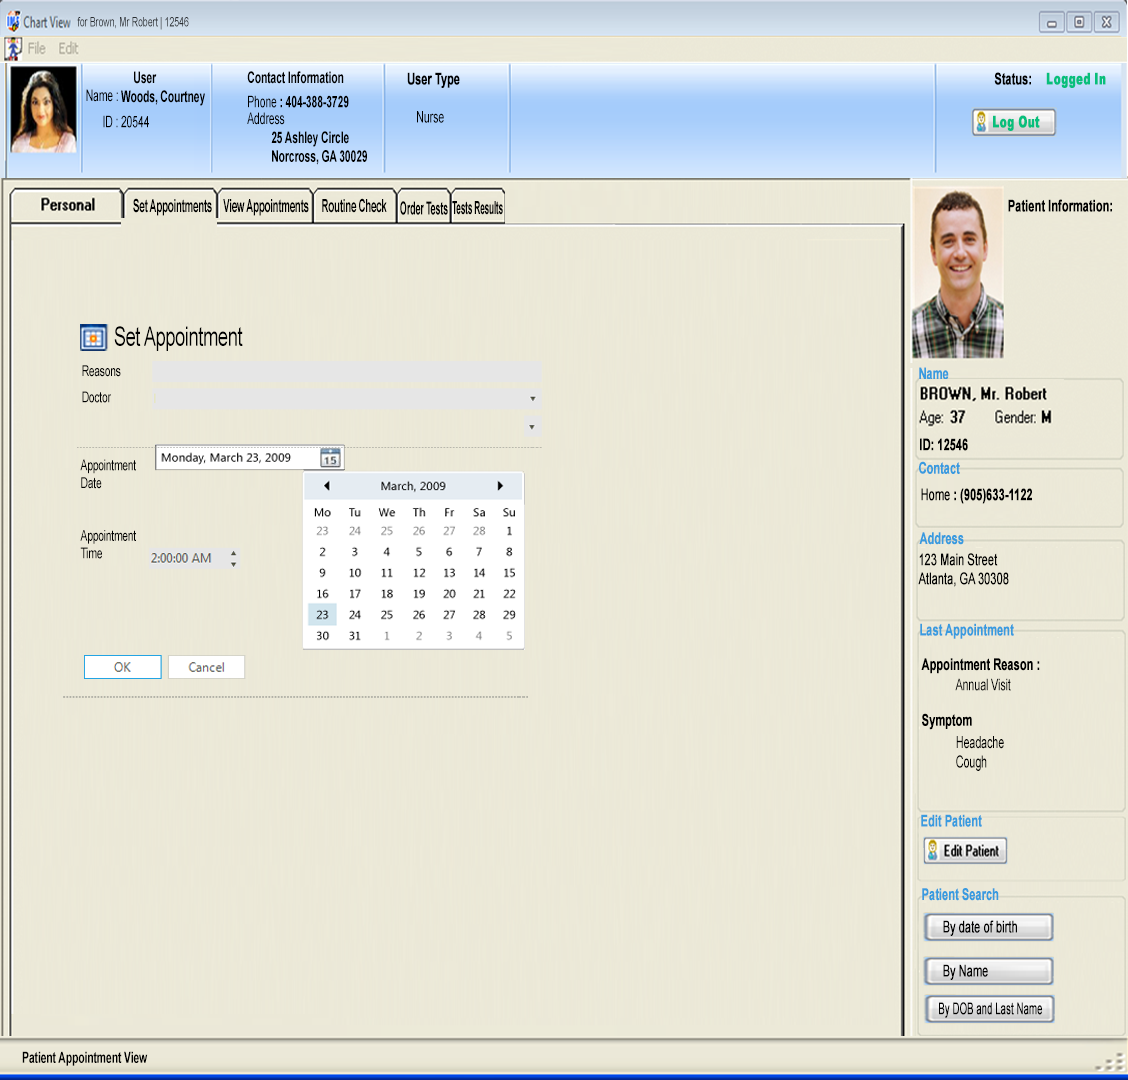 Chart View for Brown, Mr Robert | 12546
File Edit
User
Name : Woods, Courtney
ID : 20544
Contact Information
Phone : 404-388-3729
Address
25 Ashley Circle
Norcross, GA 30029
User Type
Nurse
Status: Logged In
Log Out
Personal Set Appointments View Appointments Routine Check Order Tests Tests Results
Set Appointment
Reasons
Doctor
Appointment
Date
Monday, March 23, 2009
15
March, 2009
Mo Tu We Th Fr Sa Su
23 24 25 26 27 28 1
2 3 4 5 6 7 8
9 10 11 12 13 14 15
16 17 18 19 20 21 22
23 24 25 26 27 28 29
30 31 1 2 3 4 5
Appointment
Time
2:00:00 AM
OK Cancel
Patient Information:
Name
BROWN, Mr. Robert
Age: 37 Gender: M
ID: 12546
Contact
Home : (905)633-1122
Address
123 Main Street
Atlanta, GA 30308
Last Appointment
Appointment Reason :
Annual Visit
Symptom
Headache
Cough
Edit Patient
Edit Patient
Patient Search
By date of birth
By Name
By DOB and Last Name
Patient Appointment View